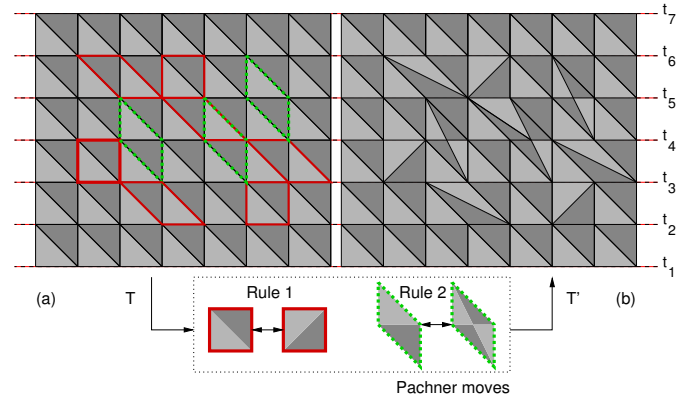 t7
t6
t5
t4
t3
t2
t1
(a) T Rule 1 Rule 2 T' (b)
Pachner moves